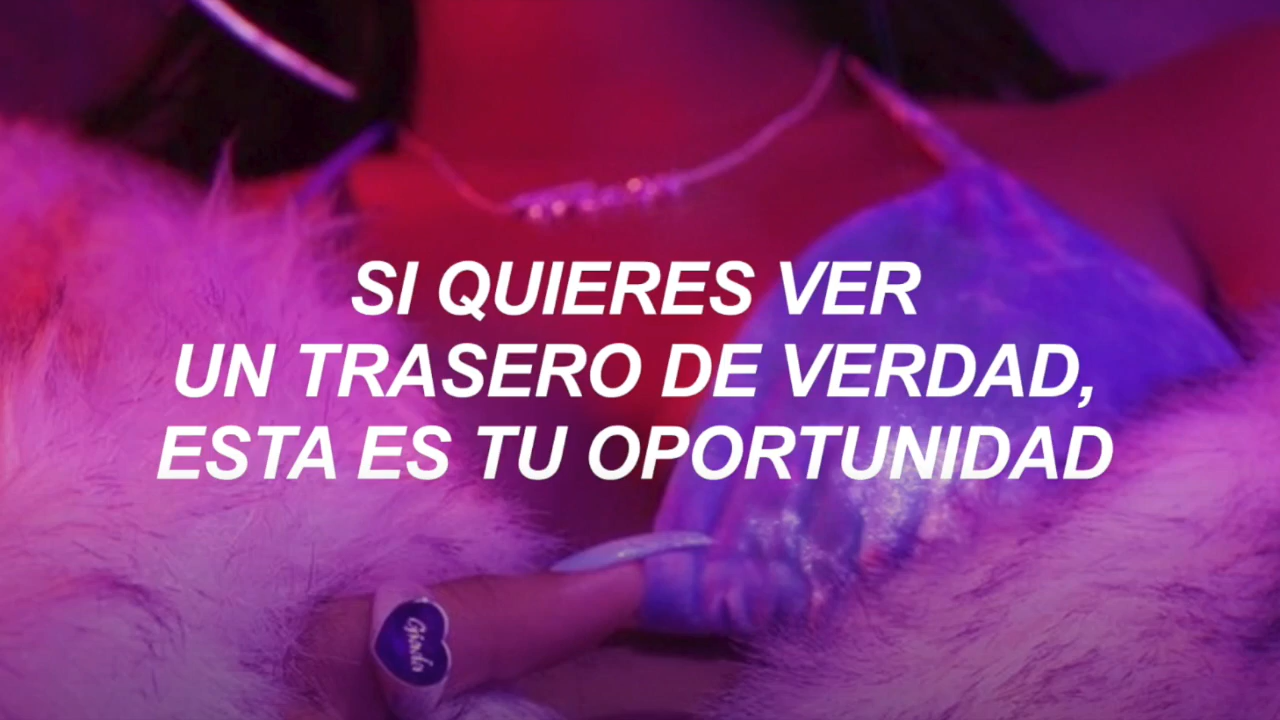 SI QUIERES VER
UN TRASERO DE VERDAD,
ESTA ES TU OPORTUNIDAD